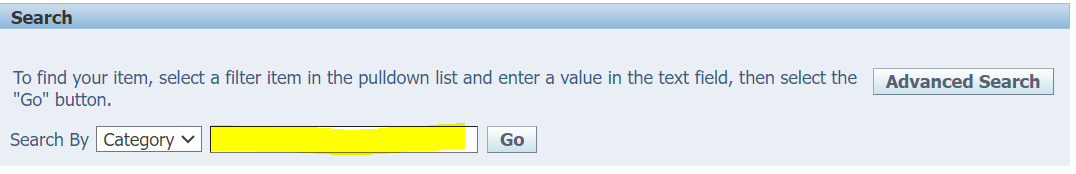 Search
To find your item, select a filter item in the pulldown list and enter a value in the text field, then select the
"Go" button.
Advanced Search
Search By Category Go